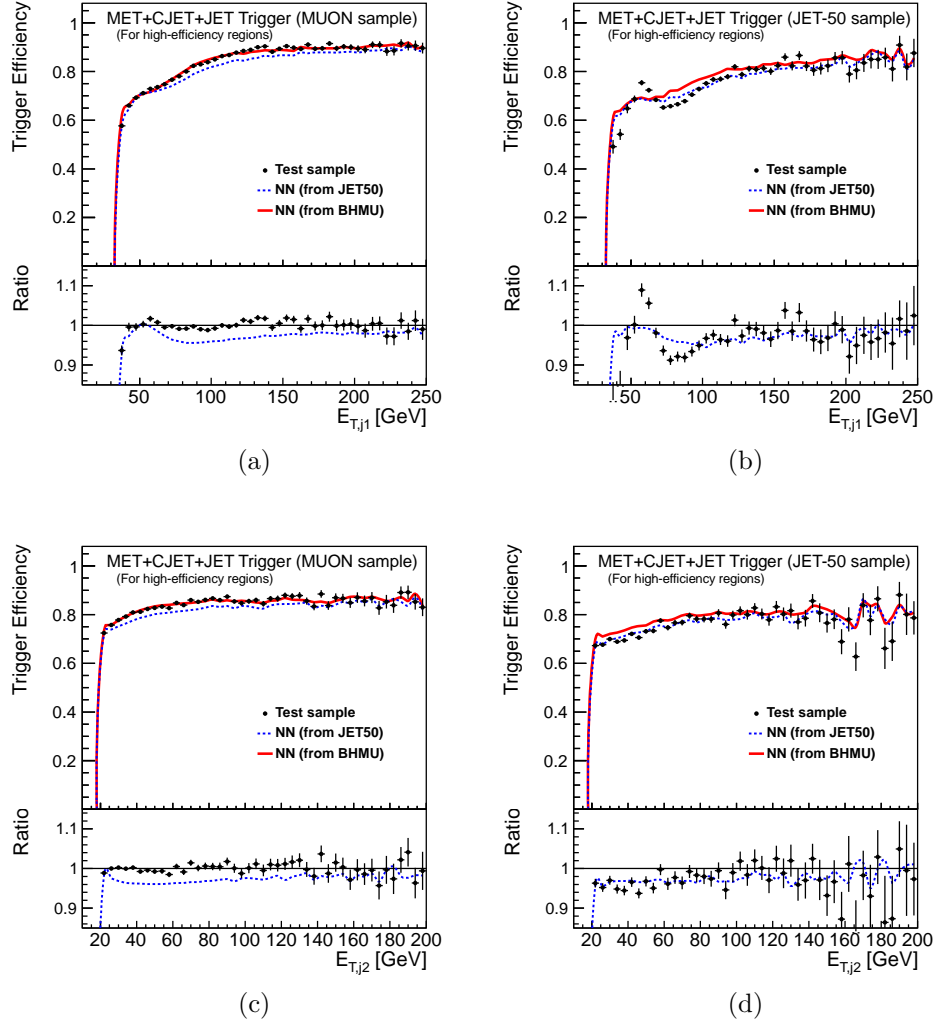 MET+CJET+JET Trigger (MUON sample)
(For high-efficiency regions)
Trigger Efficiency
1
0.8
0.6
0.4
0.2
Test sample
NN (from JET50)
NN (from BHMU)
Ratio
1.1
1
0.9
50 100 150 200 250
E_T,j1 [GeV]
(a)
MET+CJET+JET Trigger (JET-50 sample)
(For high-efficiency regions)
Trigger Efficiency
1
0.8
0.6
0.4
0.2
Test sample
NN (from JET50)
NN (from BHMU)
Ratio
1.1
1
0.9
50 100 150 200 250
E_T,j1 [GeV]
(b)
MET+CJET+JET Trigger (MUON sample)
(For high-efficiency regions)
Trigger Efficiency
1
0.8
0.6
0.4
0.2
Test sample
NN (from JET50)
NN (from BHMU)
Ratio
1.1
1
0.9
20 40 60 80 100 120 140 160 180 200
E_T,j2 [GeV]
(c)
MET+CJET+JET Trigger (JET-50 sample)
(For high-efficiency regions)
Trigger Efficiency
1
0.8
0.6
0.4
0.2
Test sample
NN (from JET50)
NN (from BHMU)
Ratio
1.1
1
0.9
20 40 60 80 100 120 140 160 180 200
E_T,j2 [GeV]
(d)